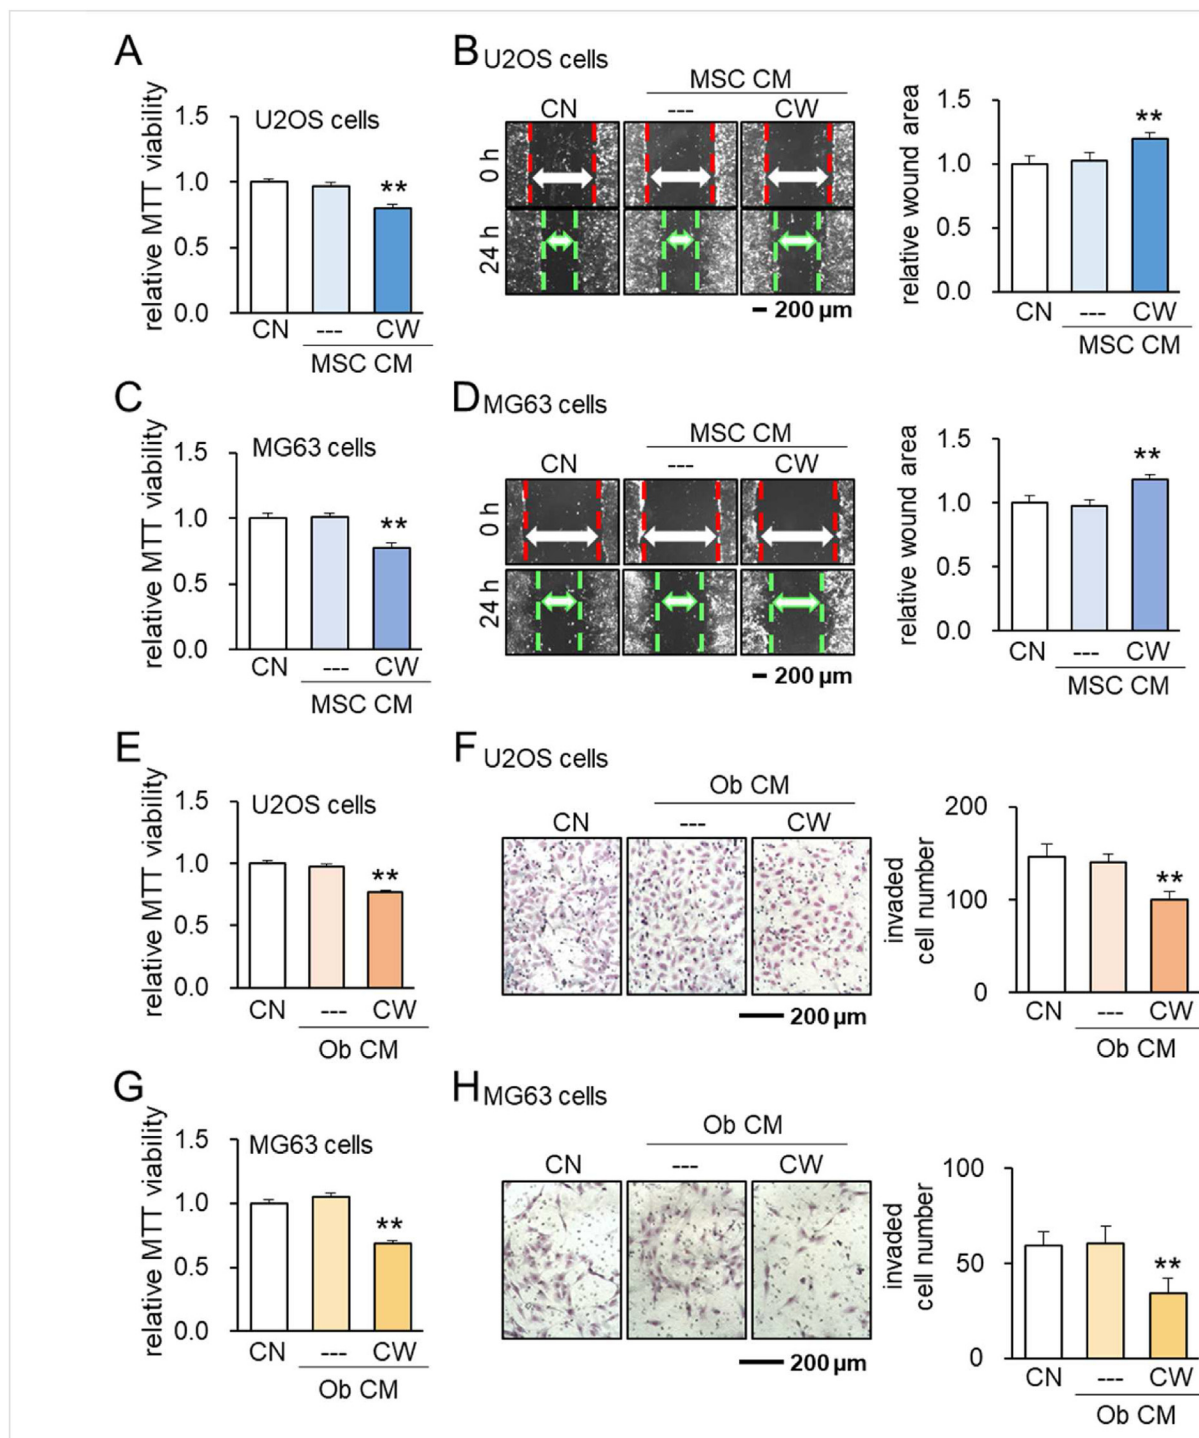 A
relative MTT viability
1.5
1.0
0.5
0.0
U2OS cells
**
CN --- CW
MSC CM
B U2OS cells
MSC CM
CN --- CW
0 h
24 h
200 µm
relative wound area
1.5
1.0
0.5
0.0
**
CN --- CW
MSC CM
C
relative MTT viability
1.5
1.0
0.5
0.0
MG63 cells
**
CN --- CW
MSC CM
D MG63 cells
MSC CM
CN --- CW
0 h
24 h
200 µm
relative wound area
1.5
1.0
0.5
0.0
**
CN --- CW
MSC CM
E
relative MTT viability
1.5
1.0
0.5
0.0
U2OS cells
**
CN --- CW
Ob CM
F U2OS cells
Ob CM
CN --- CW
200 µm
invaded
cell number
200
100
0
**
CN --- CW
Ob CM
G
relative MTT viability
1.5
1.0
0.5
0.0
MG63 cells
**
CN --- CW
Ob CM
H MG63 cells
Ob CM
CN --- CW
200 µm
invaded
cell number
100
50
0
**
CN --- CW
Ob CM